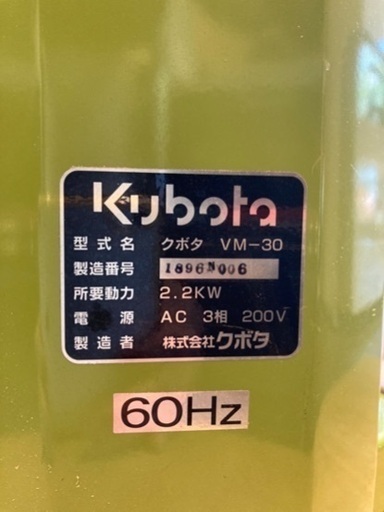 Kubota
型式名 クボタ VM-30
製造番号 1896N006
所要動力 2.2KW
電源 AC 3相 200V
製造者 株式会社クボタ
60Hz